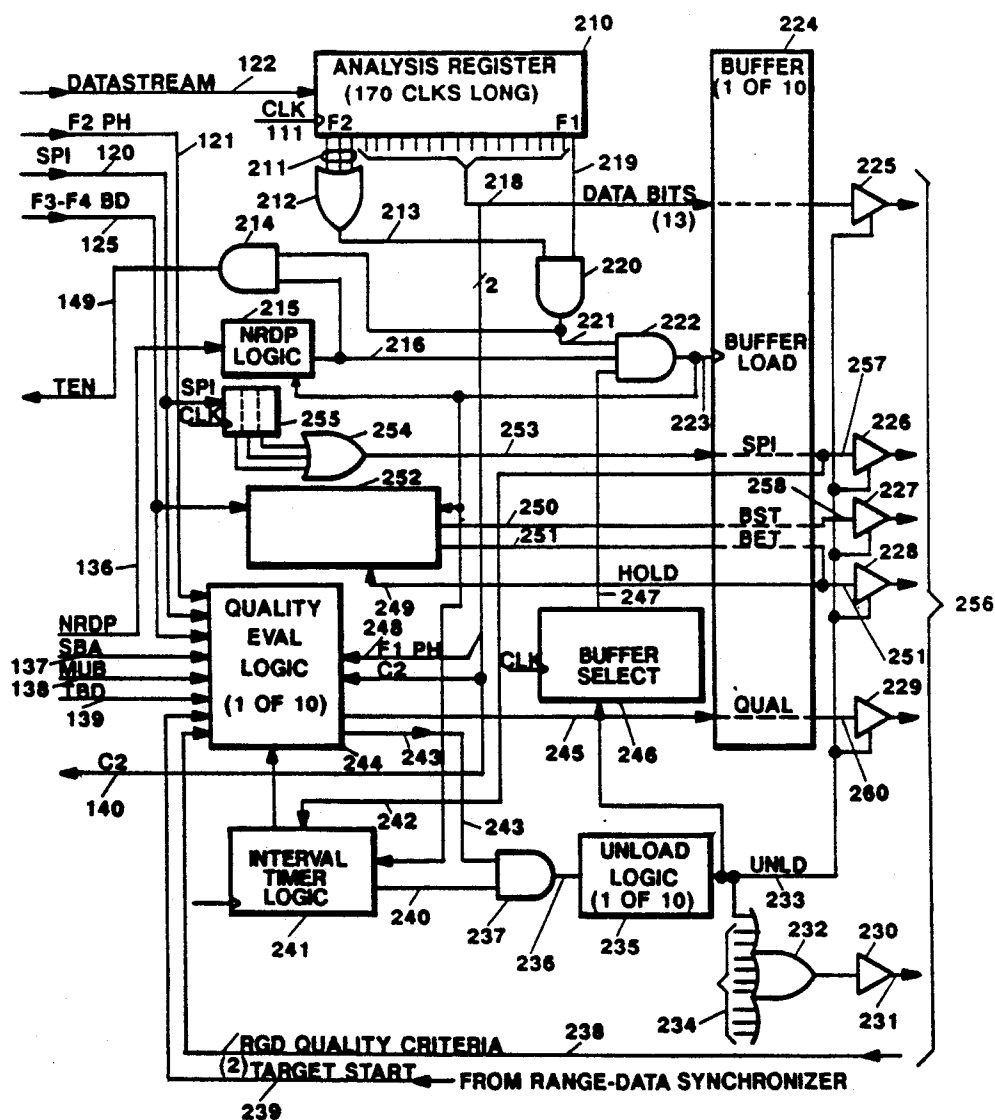 210
224
ANALYSIS REGISTER
(170 CLKS LONG)
BUFFER
(1 OF 10
DATASTREAM
122
CLK
111
F2
F1
F2 PH
121
SPI
120
211
219
225
F3-F4 BD
125
212
213
218
DATA BITS
(13)
214
220
2
149
215
221
222
NRDP
LOGIC
216
BUFFER
LOAD
257
TEN
SPI
CLK
255
254
253
223
SPI
226
252
258
227
250
BST
251
BET
228
136
249
HOLD
247
256
QUALITY
EVAL
LOGIC
(1 OF 10)
248
F1 PH
C2
NRDP
SBA
137
MUB
138
TBD
139
CLK
BUFFER
SELECT
251
229
QUAL
243
244
245
246
260
C2
140
242
243
INTERVAL
TIMER
LOGIC
241
240
237
236
UNLOAD
LOGIC
(1 OF 10)
235
UNLD
233
232
230
234
231
238
RGD QUALITY CRITERIA
(2)
TARGET START
FROM RANGE-DATA SYNCHRONIZER
239